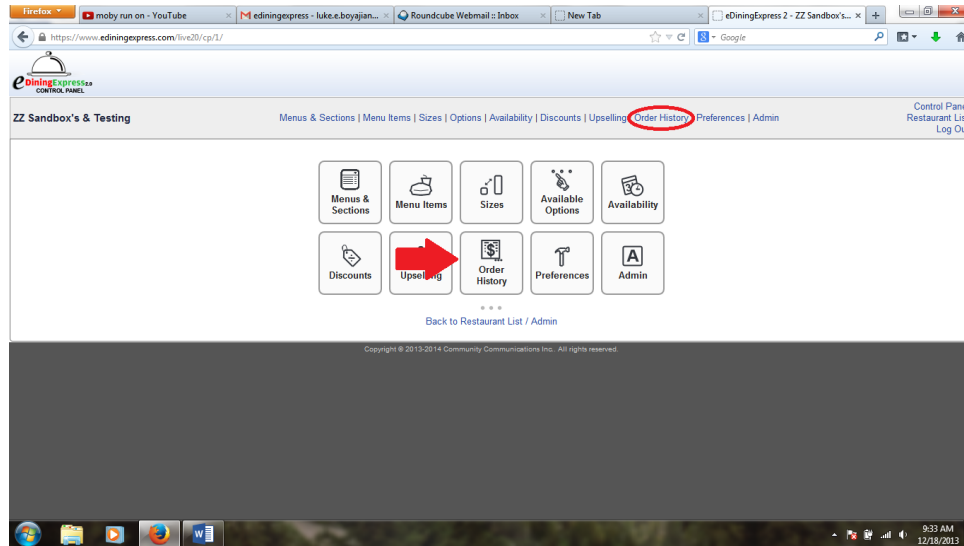 Firefox
moby run on - YouTube
ediningexpress - luke.e.boyajian...
Roundcube Webmail :: Inbox
New Tab
eDiningExpress 2 - ZZ Sandbox's...
https://www.ediningexpress.com/live20/cp/1/
Google
eDiningExpress 2.0
CONTROL PANEL
ZZ Sandbox's & Testing
Menus & Sections | Menu Items | Sizes | Options | Availability | Discounts | Upselling Order History Preferences | Admin
Control Pane
Restaurant Lis
Log Ou
Menus &
Sections
Menu Items
Sizes
Available
Options
Availability
Discounts
Upselling
Order
History
Preferences
Admin
Back to Restaurant List / Admin
Copyright © 2013-2014 Community Communications Inc. All rights reserved.
9:33 AM
12/18/2013